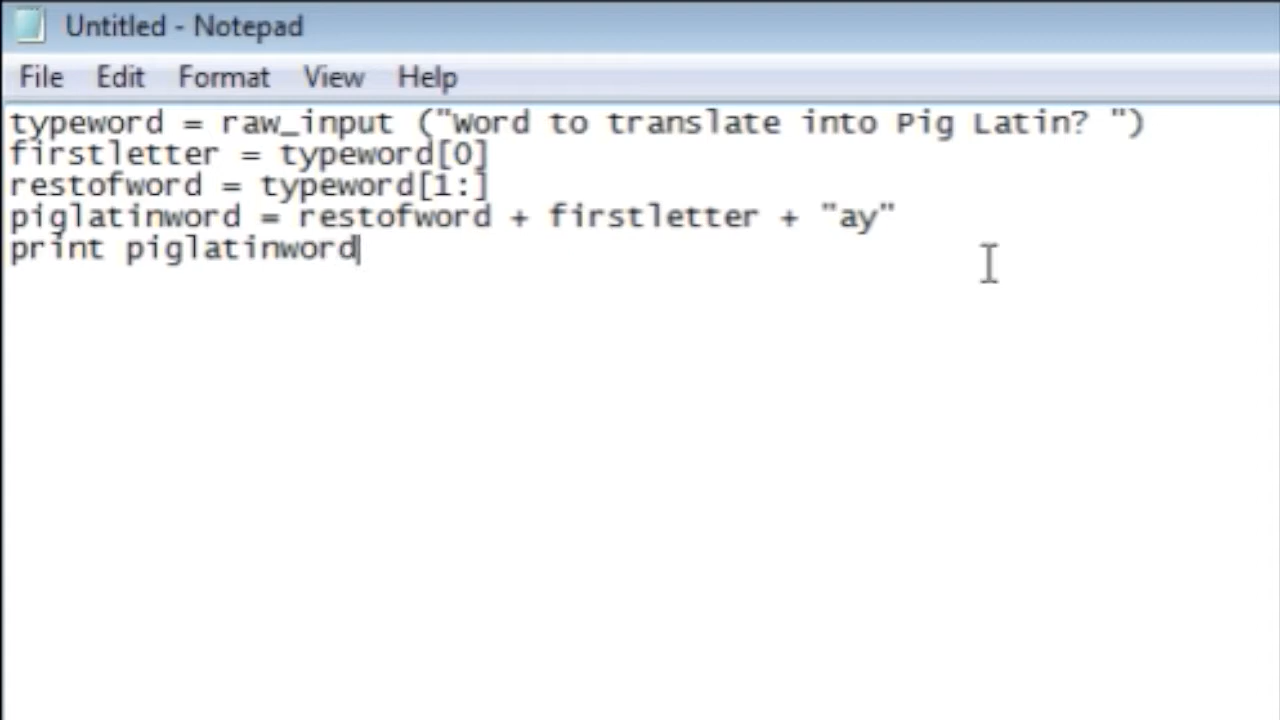 Untitled - Notepad
File Edit Format View Help
typeword = raw_input ("Word to translate into Pig Latin? ")
firstletter = typeword[0]
restofword = typeword[1:]
piglatinword = restofword + firstletter + "ay"
print piglatinword